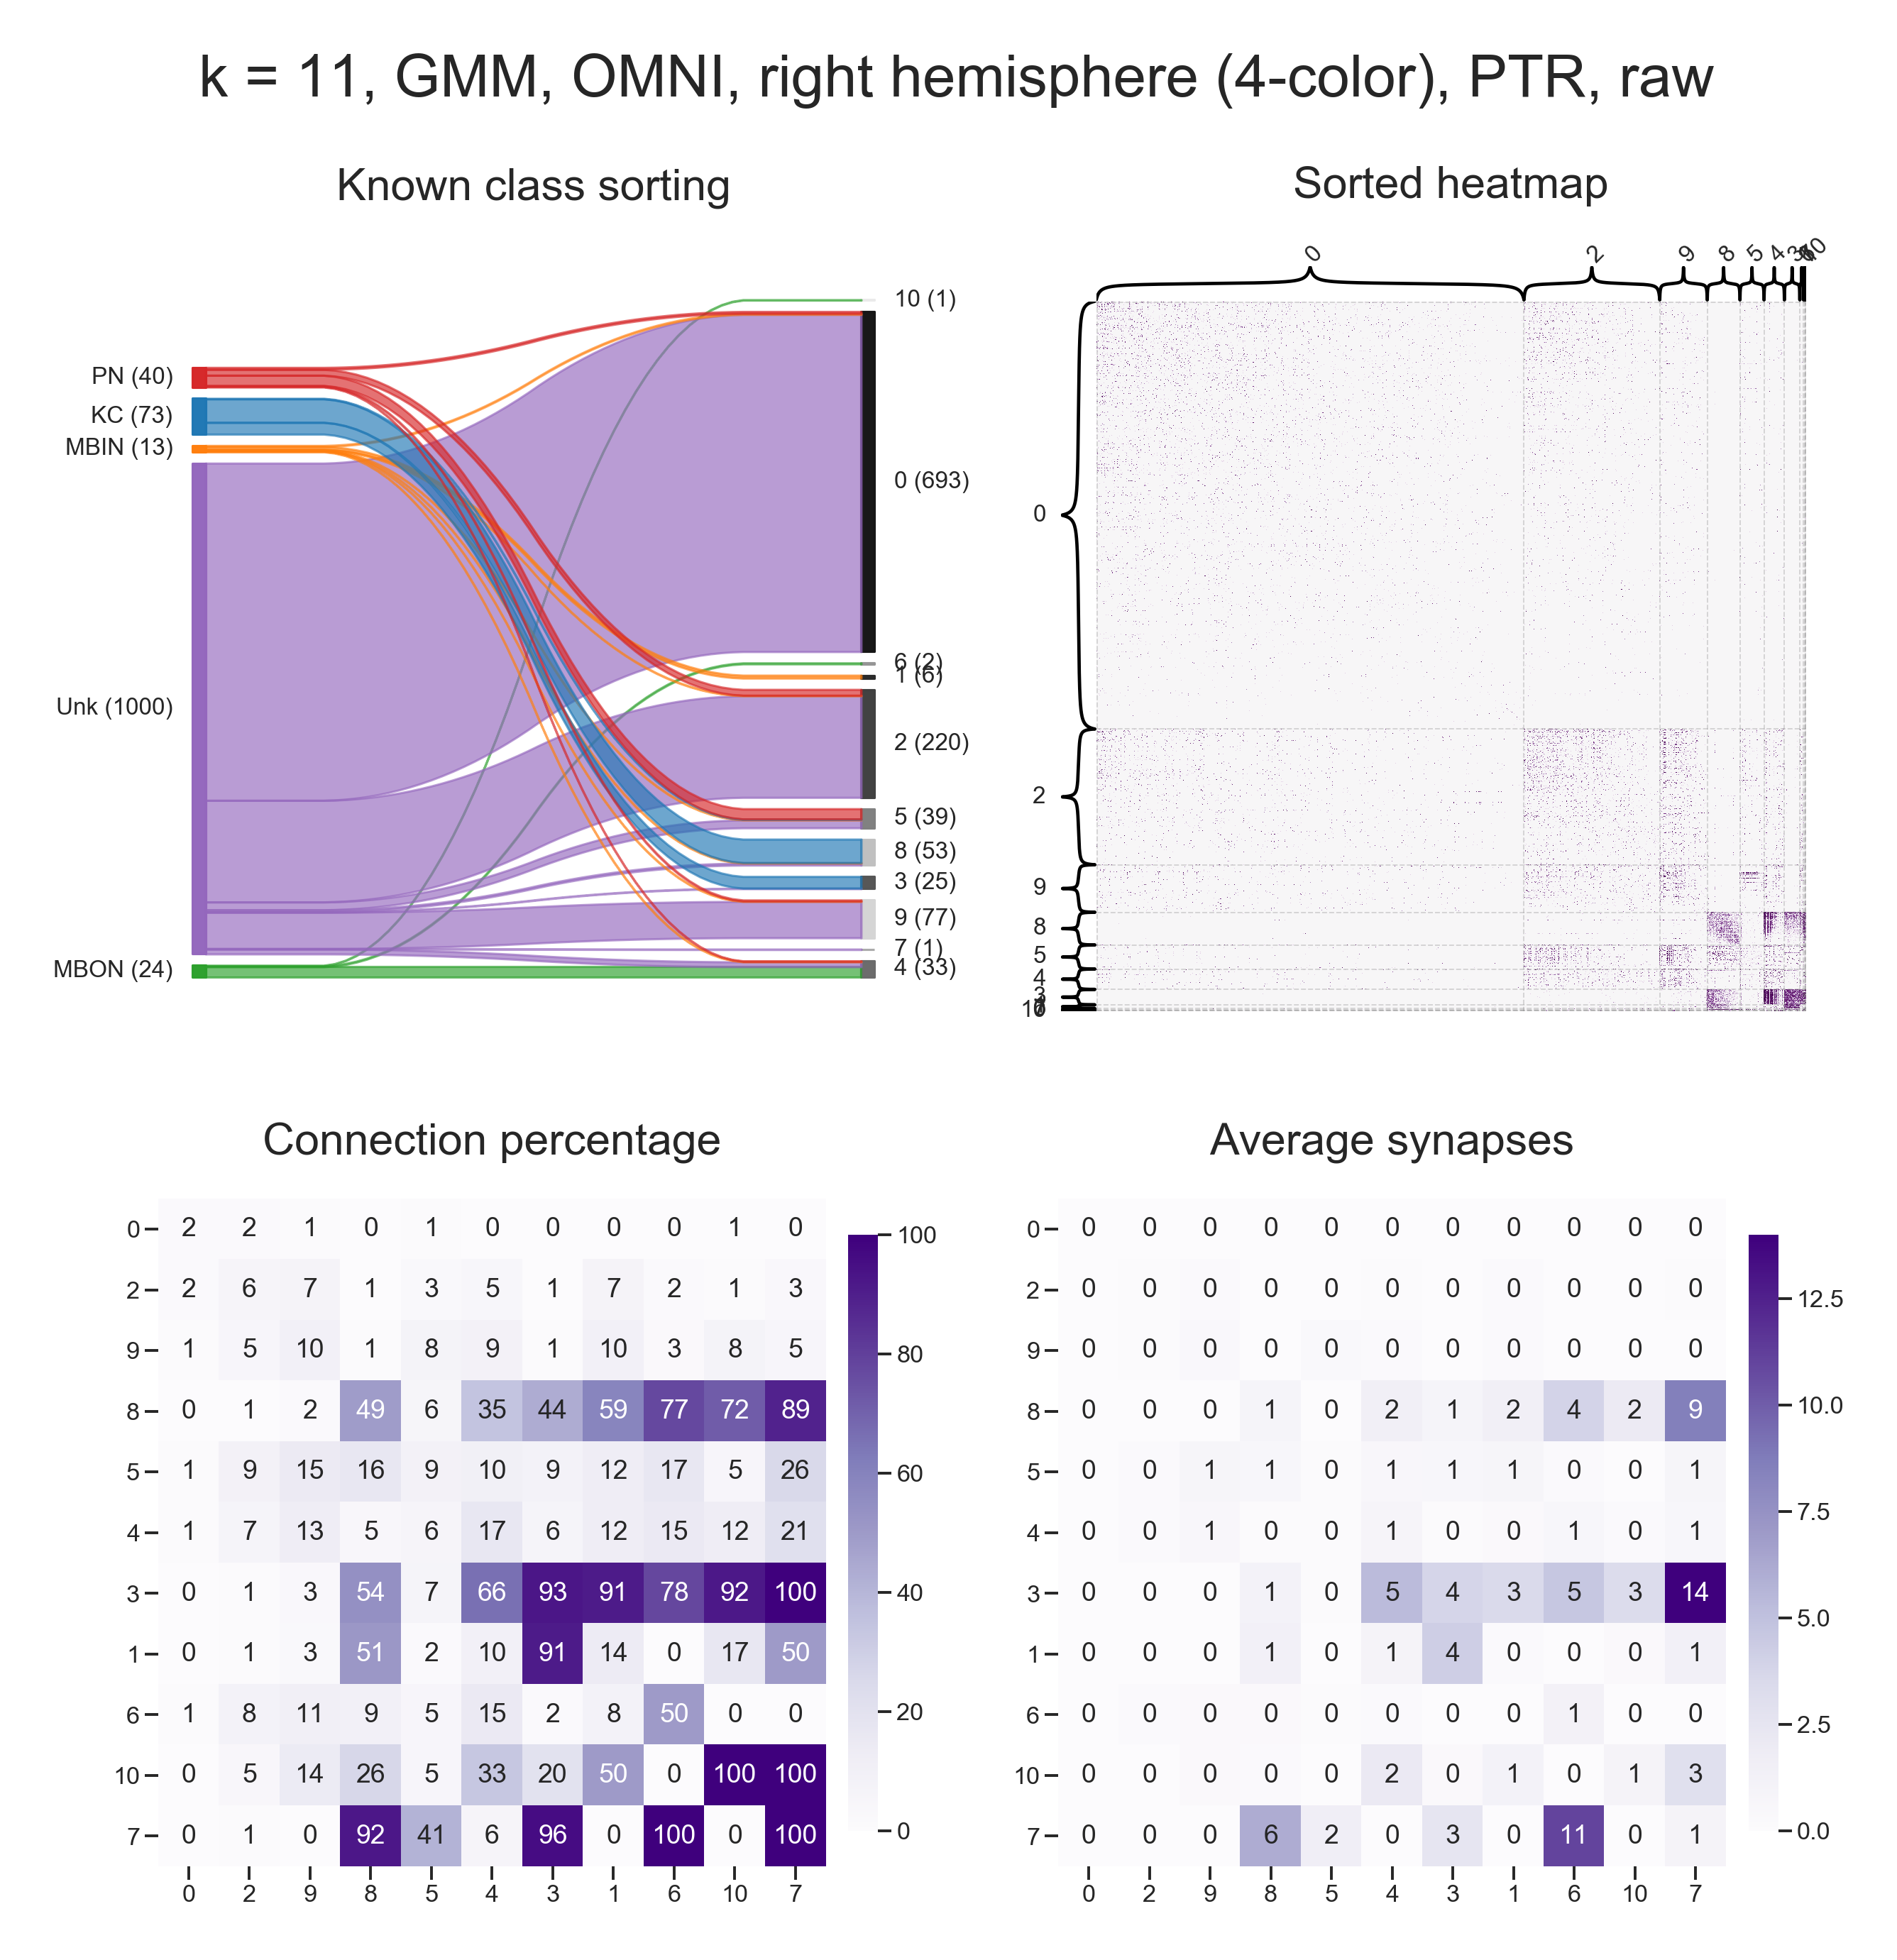 k = 11, GMM, OMNI, right hemisphere (4-color), PTR, raw
Known class sorting
PN (40)
KC (73)
MBIN (13)
Unk (1000)
MBON (24)
10 (1)
0 (693)
6 (2)
1 (6)
2 (220)
5 (39)
8 (53)
3 (25)
9 (77)
7 (1)
4 (33)
Sorted heatmap
0 2 9 8 5 4 3
0
2
9
8
5
4
3
Connection percentage
0 2 2 1 0 1 0 0 0 0 1 0
2 2 6 7 1 3 5 1 7 2 1 3
9 1 5 10 1 8 9 1 10 3 8 5
8 0 1 2 49 6 35 44 59 77 72 89
5 1 9 15 16 9 10 9 12 17 5 26
4 1 7 13 5 6 17 6 12 15 12 21
3 0 1 3 54 7 66 93 91 78 92 100
1 0 1 3 51 2 10 91 14 0 17 50
6 1 8 11 9 5 15 2 8 50 0 0
10 0 5 14 26 5 33 20 50 0 100 100
7 0 1 0 92 41 6 96 0 100 0 100
0 2 9 8 5 4 3 1 6 10 7
100
80
60
40
20
0
Average synapses
0 0 0 0 0 0 0 0 0 0 0 0
2 0 0 0 0 0 0 0 0 0 0 0
9 0 0 0 0 0 0 0 0 0 0 0
8 0 0 0 1 0 2 1 2 4 2 9
5 0 0 1 1 0 1 1 1 0 0 1
4 0 0 1 0 0 1 0 0 1 0 1
3 0 0 0 1 0 5 4 3 5 3 14
1 0 0 0 1 0 1 4 0 0 0 1
6 0 0 0 0 0 0 0 0 1 0 0
10 0 0 0 0 0 2 0 1 0 1 3
7 0 0 0 6 2 0 3 0 11 0 1
0 2 9 8 5 4 3 1 6 10 7
12.5
10.0
7.5
5.0
2.5
0.0